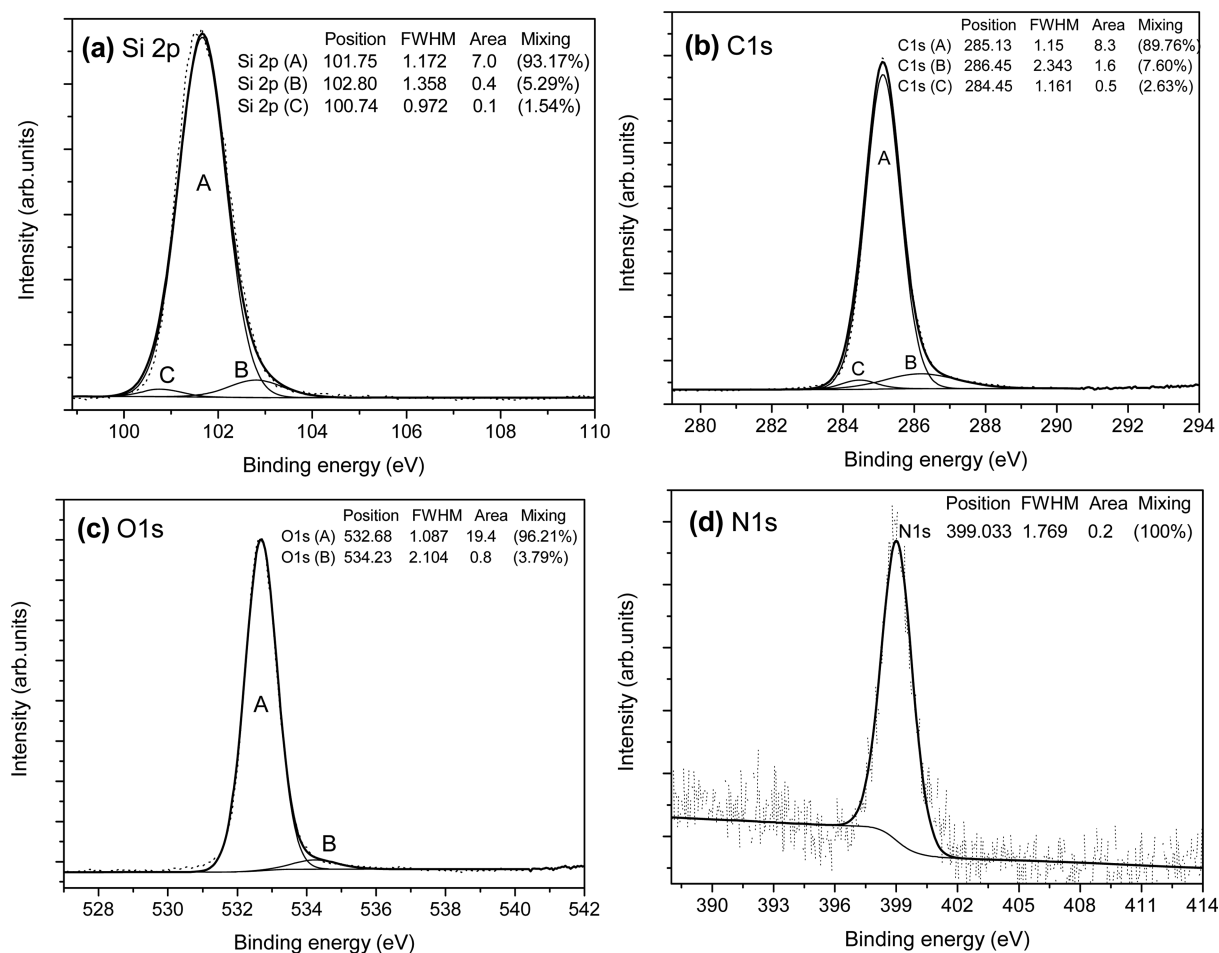 (a) Si 2p
Position FWHM Area Mixing
Si 2p (A) 101.75 1.172 7.0 (93.17%)
Si 2p (B) 102.80 1.358 0.4 (5.29%)
Si 2p (C) 100.74 0.972 0.1 (1.54%)
A
C
B
Intensity (arb.units)
100 102 104 106 108 110
Binding energy (eV)
(b) C1s
Position FWHM Area Mixing
C1s (A) 285.13 1.15 8.3 (89.76%)
C1s (B) 286.45 2.343 1.6 (7.60%)
C1s (C) 284.45 1.161 0.5 (2.63%)
A
C
B
Intensity (arb.units)
280 282 284 286 288 290 292 294
Binding energy (eV)
(c) O1s
Position FWHM Area Mixing
O1s (A) 532.68 1.087 19.4 (96.21%)
O1s (B) 534.23 2.104 0.8 (3.79%)
A
B
Intensity (arb.units)
528 530 532 534 536 538 540 542
Binding energy (eV)
(d) N1s
Position FWHM Area Mixing
N1s 399.033 1.769 0.2 (100%)
Intensity (arb.units)
390 393 396 399 402 405 408 411 414
Binding energy (eV)